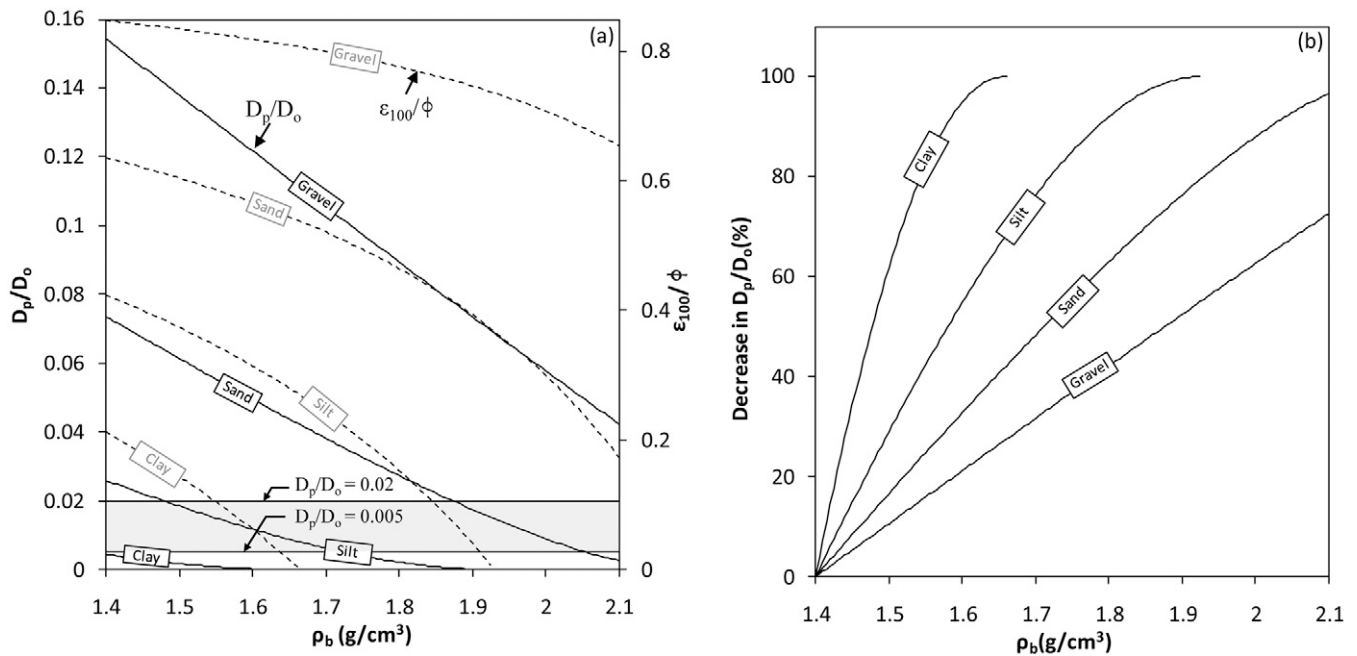 (a)
0.16
0.14
0.12
0.1
0.08
0.06
0.04
0.02
0
Dp/Do
0.8
0.6
0.4
0.2
0
ε100/ϕ
Gravel
Dp/Do
ε100/ϕ
Gravel
Sand
Sand
Silt
Clay
Dp/Do = 0.02
Dp/Do = 0.005
Clay
Silt
1.4 1.5 1.6 1.7 1.8 1.9 2 2.1
ρb (g/cm3)
(b)
100
80
60
40
20
0
Decrease in Dp/Do(%)
Clay
Silt
Sand
Gravel
1.4 1.5 1.6 1.7 1.8 1.9 2 2.1
ρb(g/cm3)